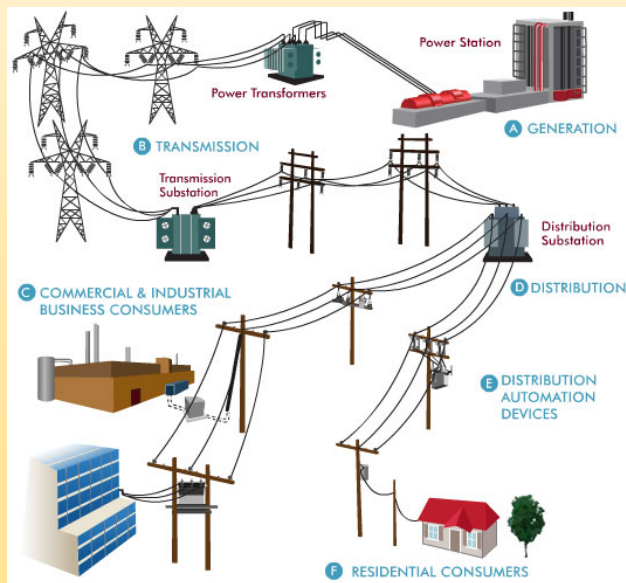 Power Station
Power Transformers
A GENERATION
B TRANSMISSION
Transmission
Substation
Distribution
Substation
C COMMERCIAL & INDUSTRIAL
BUSINESS CONSUMERS
D DISTRIBUTION
E DISTRIBUTION
AUTOMATION
DEVICES
F RESIDENTIAL CONSUMERS